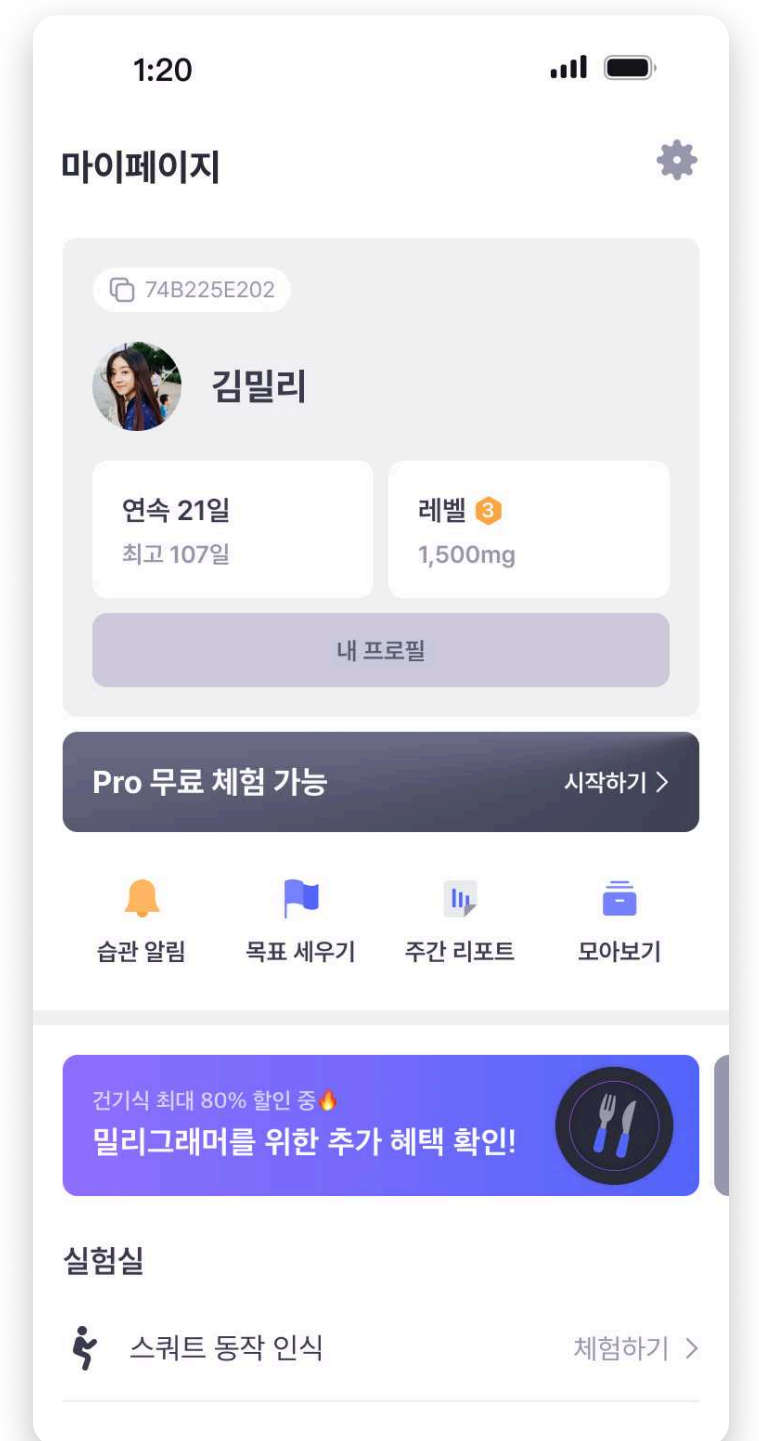 1:20
마이페이지
74B225E202
김밀리
연속 21일
최고 107일
레벨 3
1,500mg
내 프로필
Pro 무료 체험 가능
시작하기 >
습관 알림
목표 세우기
주간 리포트
모아보기
건기식 최대 80% 할인 중🔥
밀리그래머를 위한 추가 혜택 확인!
실험실
스쿼트 동작 인식
체험하기 >